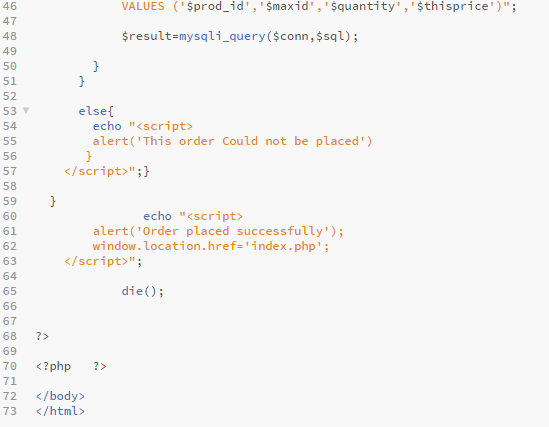 46 VALUES ('$prod_id','$maxid','$quantity','$thisprice')";
47
48 $result=mysqli_query($conn,$sql);
49
50 }
51 }
52
53 else{
54 echo "<script>
55 alert('This order Could not be placed')
56 }
57 </script>";}
58
59 }
60 echo "<script>
61 alert('Order placed successfully');
62 window.location.href='index.php';
63 </script>";
64
65 die();
66
67
68 ?>
69
70 <?php ?>
71
72 </body>
73 </html>